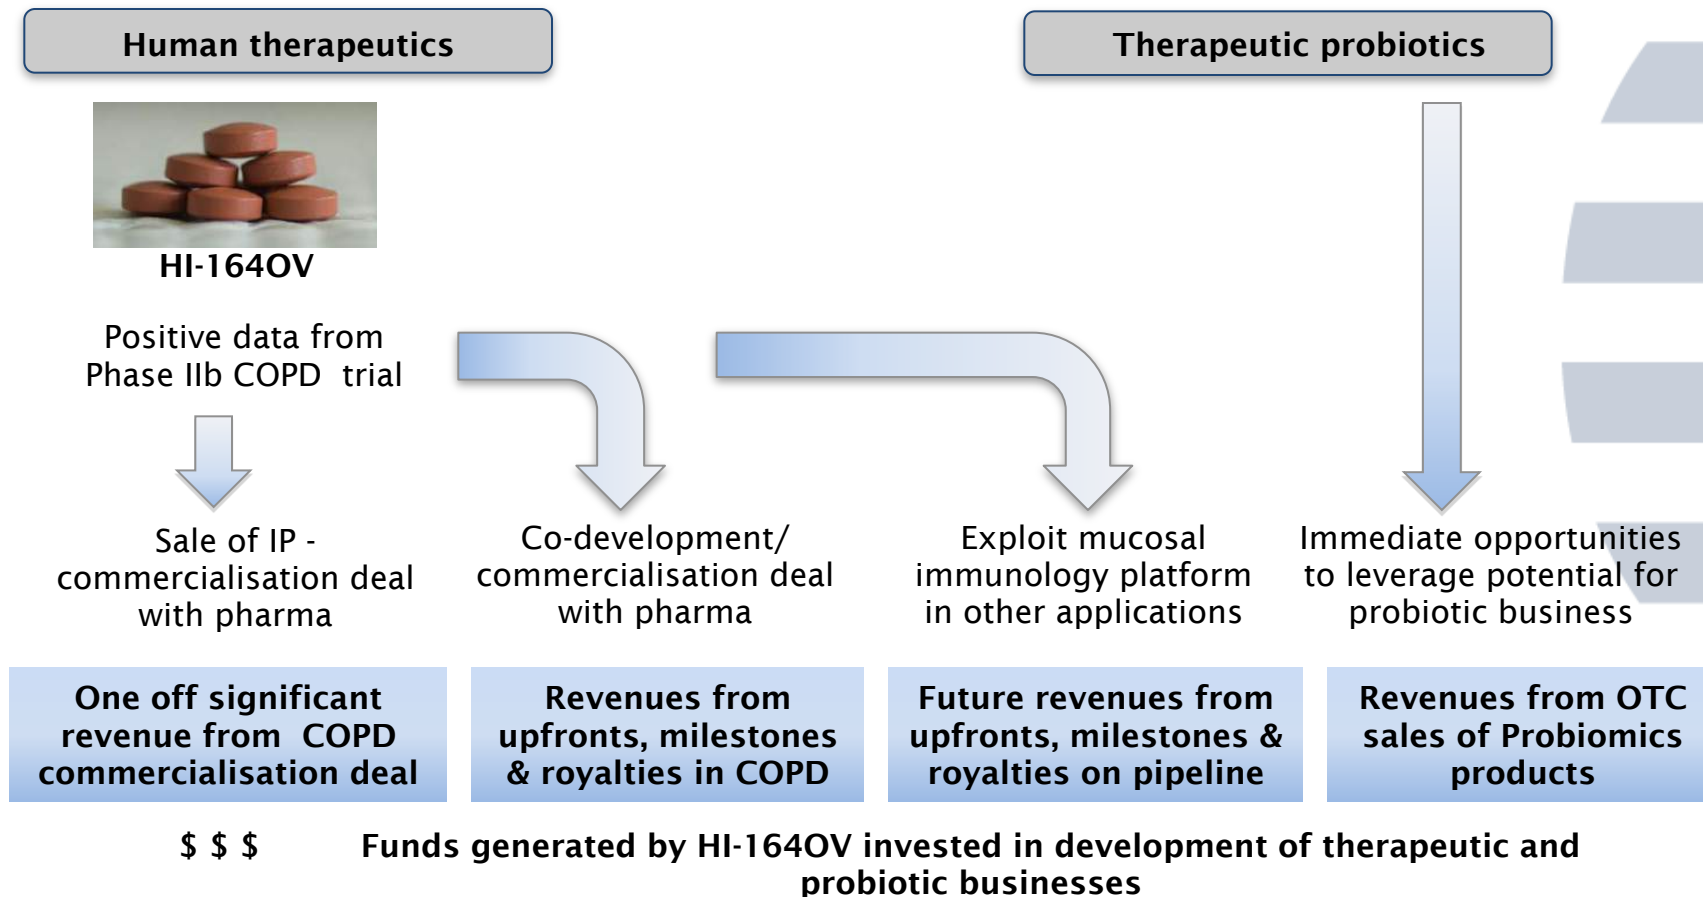 Human therapeutics
Therapeutic probiotics
HI-164OV
Positive data from
Phase IIb COPD trial
Sale of IP -
commercialisation deal
with pharma
Co-development/
commercialisation deal
with pharma
Exploit mucosal
immunology platform
in other applications
Immediate opportunities
to leverage potential for
probiotic business
One off significant
revenue from COPD
commercialisation deal
Revenues from
upfronts, milestones
& royalties in COPD
Future revenues from
upfronts, milestones &
royalties on pipeline
Revenues from OTC
sales of Probiomics
products
$ $ $
Funds generated by HI-164OV invested in development of therapeutic and
probiotic businesses